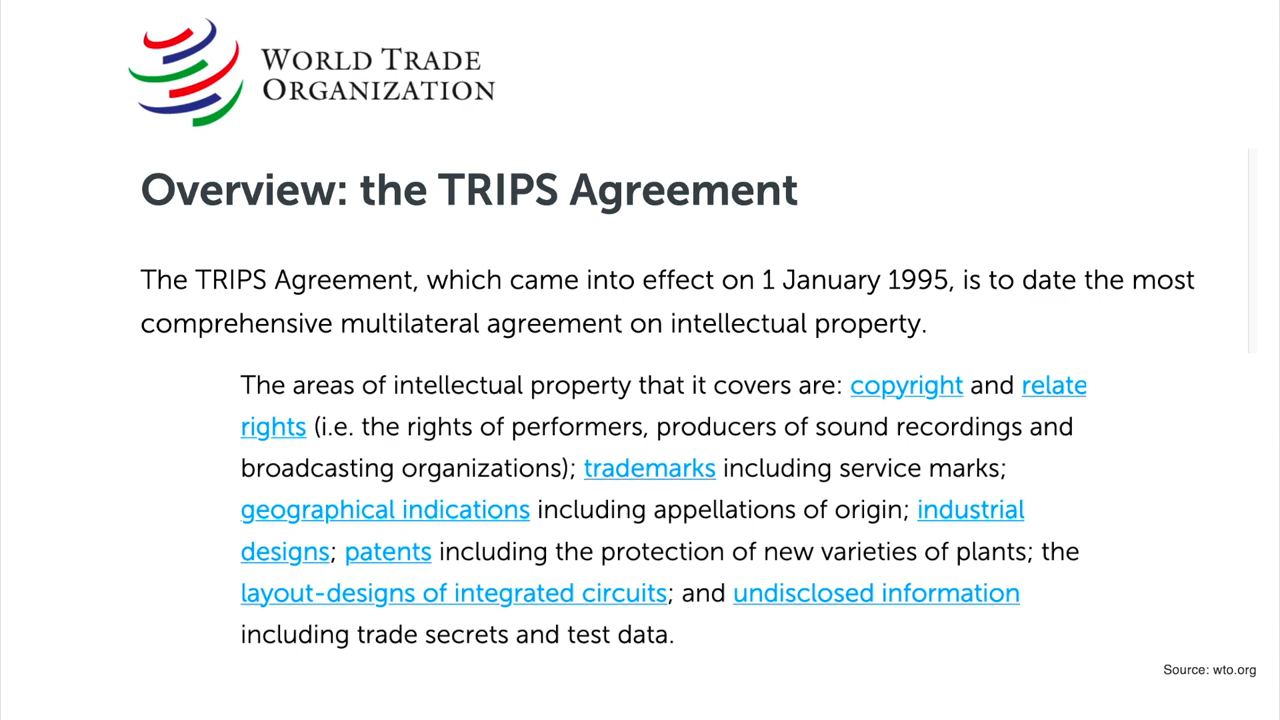 WORLD TRADE
ORGANIZATION
Overview: the TRIPS Agreement
The TRIPS Agreement, which came into effect on 1 January 1995, is to date the most
comprehensive multilateral agreement on intellectual property.
The areas of intellectual property that it covers are: copyright and relate
rights (i.e. the rights of performers, producers of sound recordings and
broadcasting organizations); trademarks including service marks;
geographical indications including appellations of origin; industrial
designs; patents including the protection of new varieties of plants; the
layout-designs of integrated circuits; and undisclosed information
including trade secrets and test data.
Source: wto.org